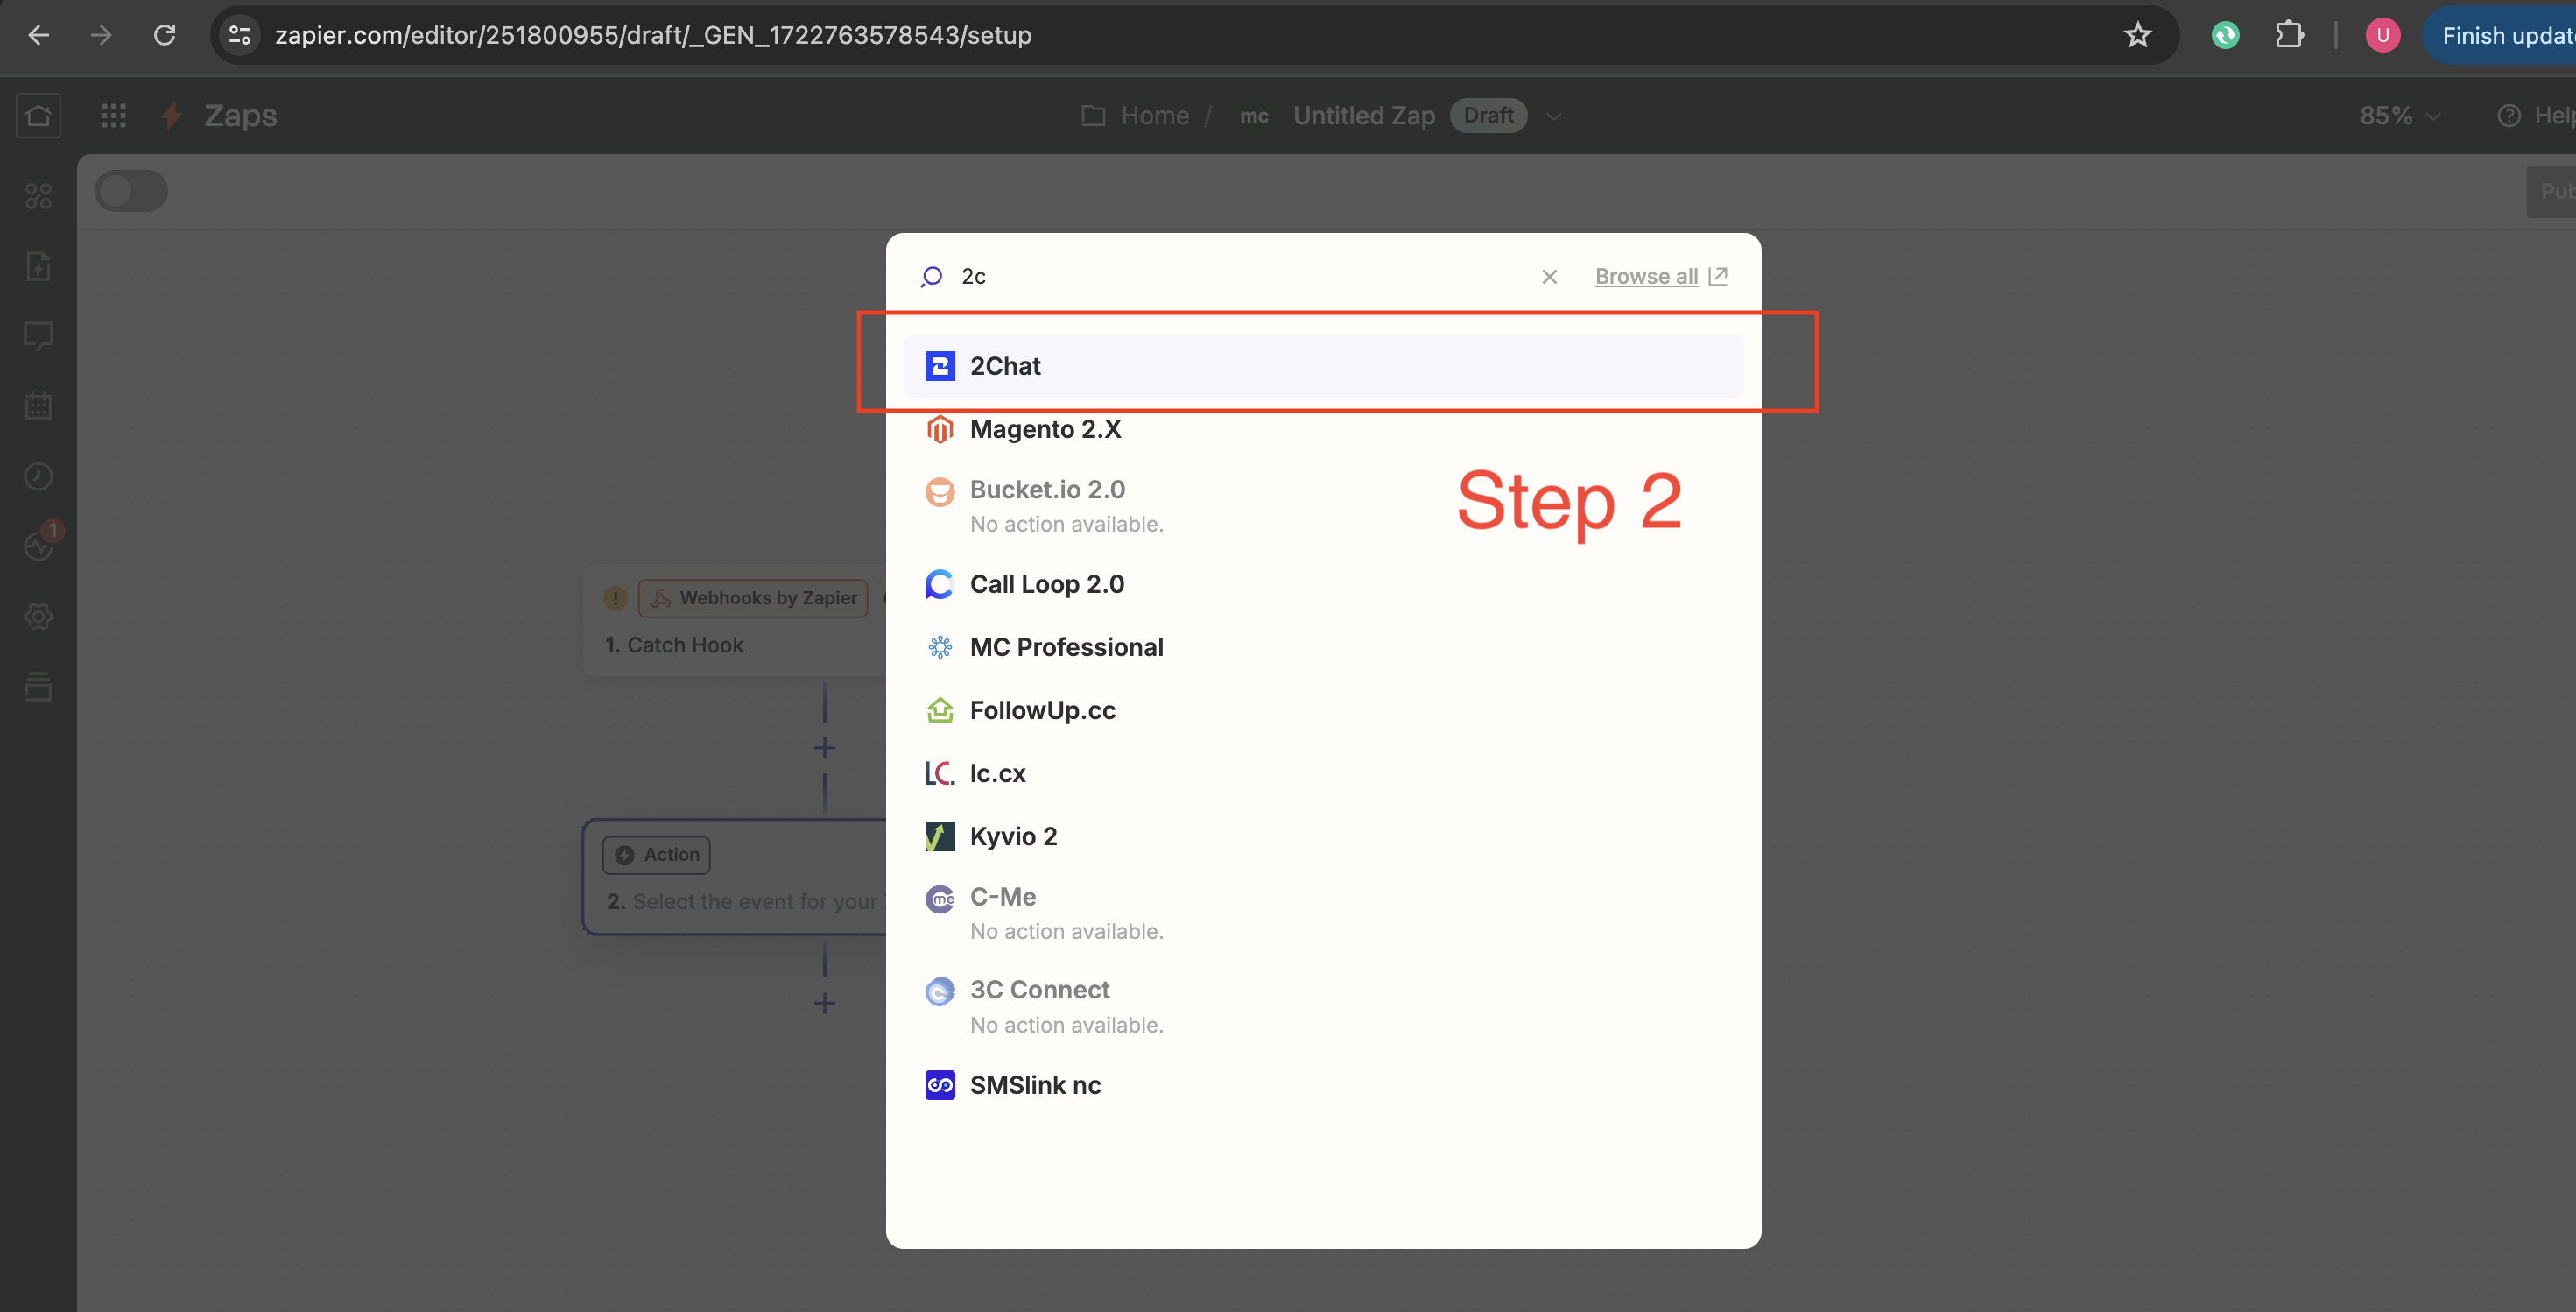 zapier.com/editor/251800955/draft/_GEN_1722763578543/setup
U
Finish updat
Zaps
Home / mc Untitled Zap Draft
85%
Help
Pub
2c
Browse all
2Chat
Magento 2.X
Bucket.io 2.0
No action available.
Step 2
Call Loop 2.0
1
Webhooks by Zapier
1. Catch Hook
MC Professional
FollowUp.cc
LC. lc.cx
Kyvio 2
Action
2. Select the event for your
me C-Me
No action available.
3C Connect
No action available.
SMSlink nc